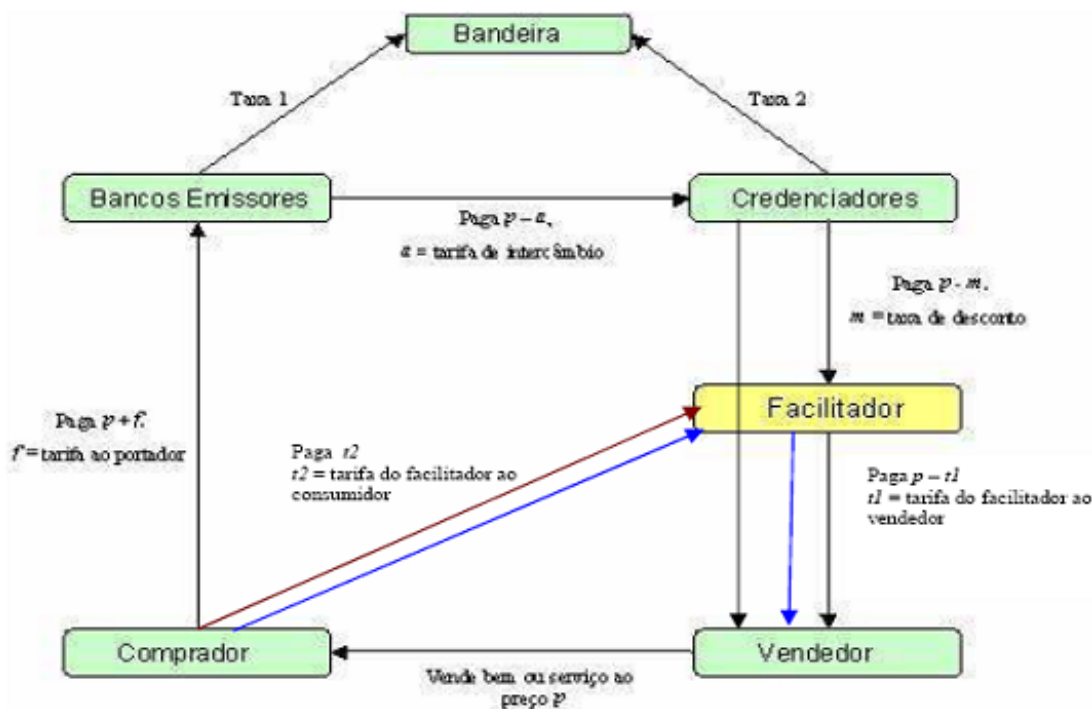 Bandeira
Taxa 1
Taxa 2
Bancos Emissores
Credenciadores
Paga p – a,
a = tarifa de intercâmbio
Paga p - m,
m = taxa de desconto
Facilitador
Paga p + f,
f = tarifa ao portador
Paga t2
t2 = tarifa do facilitador ao
consumidor
Paga p – t1
t1 = tarifa do facilitador ao
vendedor
Comprador
Vendedor
Vende bem ou serviço ao
preço p